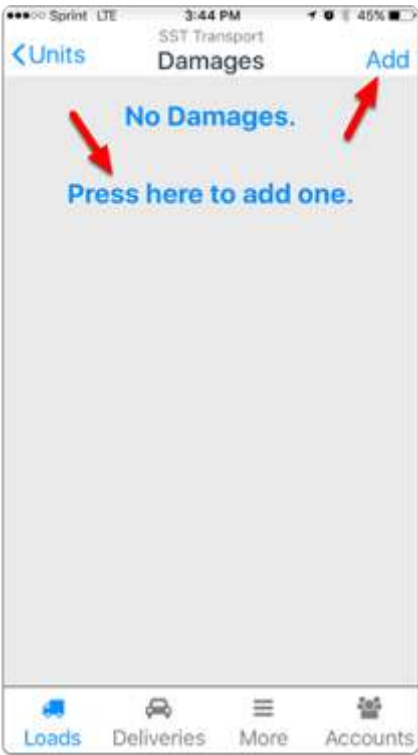 Sprint LTE 3:44 PM 45%
SST Transport
Units Damages Add
No Damages.
Press here to add one.
Loads Deliveries More Accounts